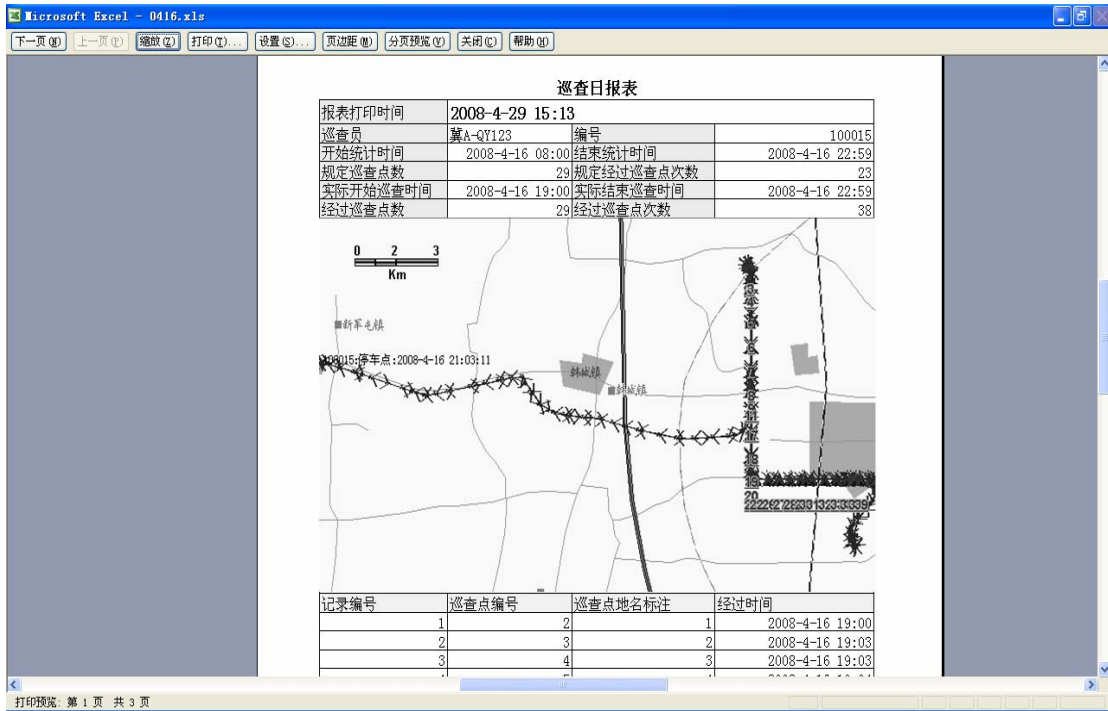 Microsoft Excel - 0416.xls
下一页(N) 上一页(P) 缩放(Z) 打印(T)... 设置(S)... 页边距(M) 分页预览(V) 关闭(C) 帮助(H)
巡查日报表
报表打印时间 2008-4-29 15:13
巡查员 冀A-QY123 编号 100015
开始统计时间 2008-4-16 08:00 结束统计时间 2008-4-16 22:59
规定巡查点数 29 规定经过巡查点次数 23
实际开始巡查时间 2008-4-16 19:00 实际结束巡查时间 2008-4-16 22:59
经过巡查点数 29 经过巡查点次数 38
0 2 3
Km
新军屯镇
停车点:2008-4-16 21:03:11
韩城镇
韩城镇
17
18
19
20
记录编号 巡查点编号 巡查点地名标注 经过时间
1 2 1 2008-4-16 19:00
2 3 2 2008-4-16 19:03
3 4 3 2008-4-16 19:03
打印预览: 第 1 页 共 3 页